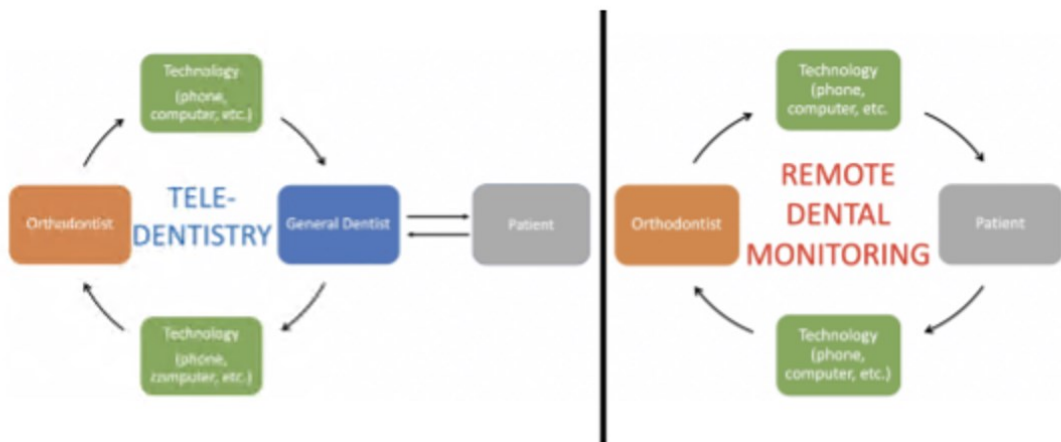 Technology
(phone,
computer, etc.)
Orthodontist
TELE-
DENTISTRY
General Dentist
Patient
Technology
(phone,
computer, etc.)
Technology
(phone,
computer, etc.
Orthodontist
REMOTE
DENTAL
MONITORING
Patient
Technology
(phone,
computer, etc.)